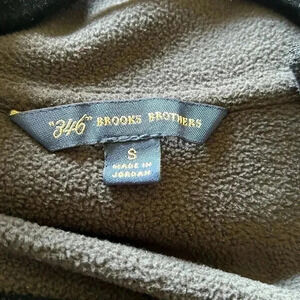 "346" BROOKS BROTHERS
S
MADE IN
JORDAN